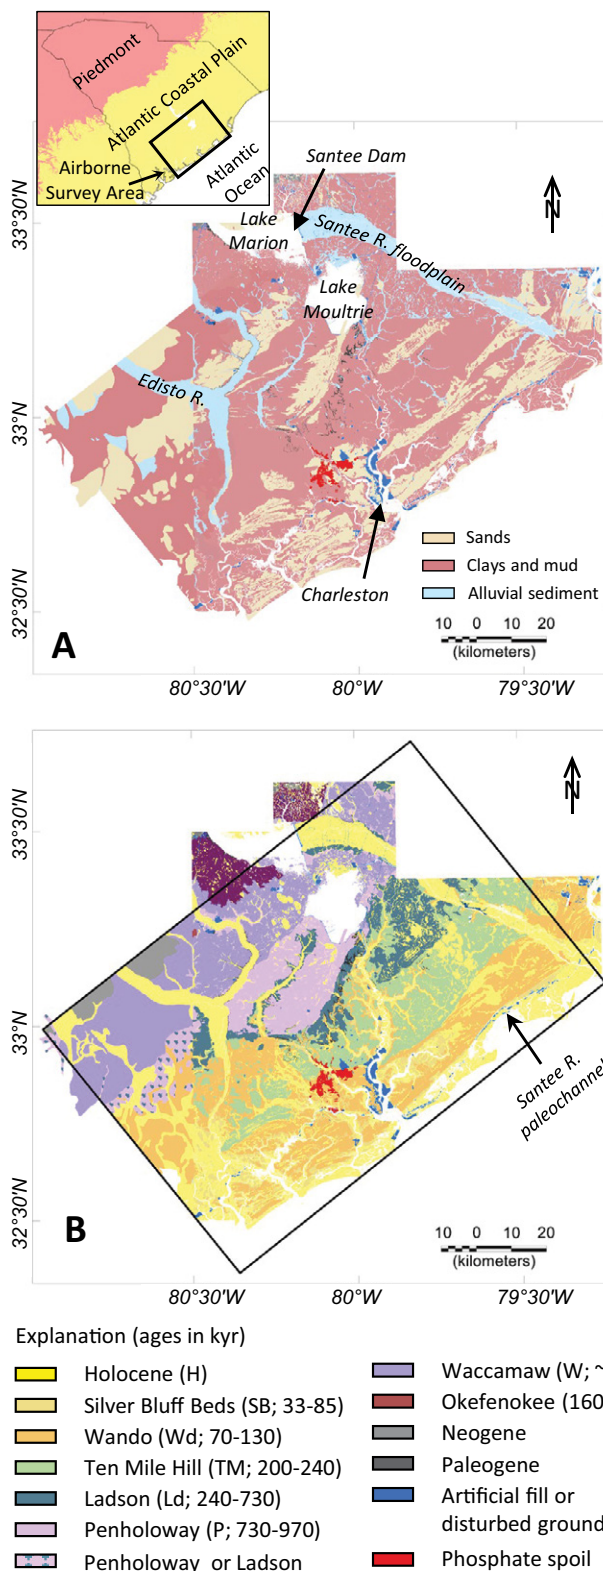 Piedmont
Atlantic Coastal Plain
Airborne
Survey Area
Atlantic
Ocean
Santee Dam
N
33°30'N
Lake
Marion
Santee R. floodplain
Lake
Moultrie
Edisto R.
33°N
Sands
Clays and mud
Alluvial sediment
Charleston
32°30'N
A
10 0 10 20
(kilometers)
80°30'W 80°W 79°30'W
N
33°30'N
33°N
Santee R.
paleochannel
32°30'N
B
10 0 10 20
(kilometers)
80°30'W 80°W 79°30'W
Explanation (ages in kyr)
Holocene (H)
Silver Bluff Beds (SB; 33-85)
Wando (Wd; 70-130)
Ten Mile Hill (TM; 200-240)
Ladson (Ld; 240-730)
Penholoway (P; 730-970)
Penholoway or Ladson
Waccamaw (W; ~
Okefenokee (160
Neogene
Paleogene
Artificial fill or
disturbed ground
Phosphate spoil